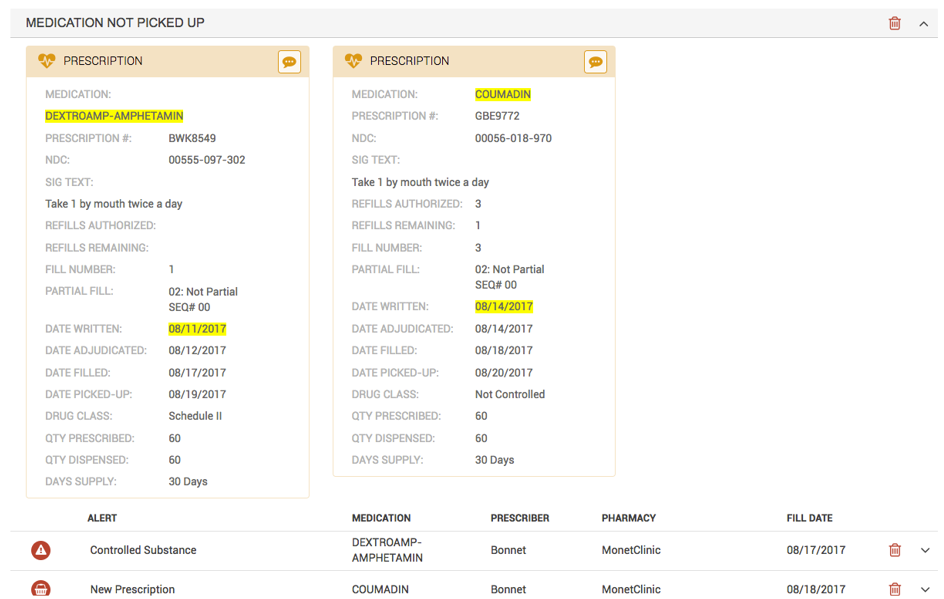 MEDICATION NOT PICKED UP
PRESCRIPTION
MEDICATION:
DEXTROAMP-AMPHETAMIN
PRESCRIPTION #: BWK8549
NDC: 00555-097-302
SIG TEXT:
Take 1 by mouth twice a day
REFILLS AUTHORIZED:
REFILLS REMAINING:
FILL NUMBER: 1
PARTIAL FILL: 02: Not Partial
SEQ# 00
DATE WRITTEN: 08/11/2017
DATE ADJUDICATED: 08/12/2017
DATE FILLED: 08/17/2017
DATE PICKED-UP: 08/19/2017
DRUG CLASS: Schedule II
QTY PRESCRIBED: 60
QTY DISPENSED: 60
DAYS SUPPLY: 30 Days
PRESCRIPTION
MEDICATION: COUMADIN
PRESCRIPTION #: GBE9772
NDC: 00056-018-970
SIG TEXT:
Take 1 by mouth twice a day
REFILLS AUTHORIZED: 3
REFILLS REMAINING: 1
FILL NUMBER: 3
PARTIAL FILL: 02: Not Partial
SEQ# 00
DATE WRITTEN: 08/14/2017
DATE ADJUDICATED: 08/14/2017
DATE FILLED: 08/18/2017
DATE PICKED-UP: 08/20/2017
DRUG CLASS: Not Controlled
QTY PRESCRIBED: 60
QTY DISPENSED: 60
DAYS SUPPLY: 30 Days
ALERT MEDICATION PRESCRIBER PHARMACY FILL DATE
Controlled Substance DEXTROAMP-
AMPHETAMIN Bonnet MonetClinic 08/17/2017
New Prescription COUMADIN Bonnet MonetClinic 08/18/2017